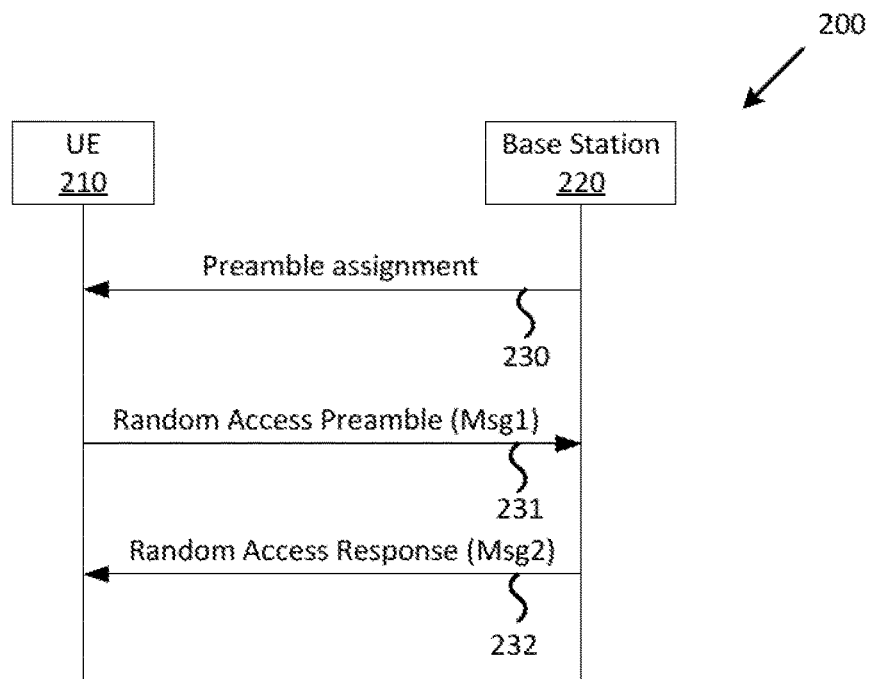 200
UE
210
Base Station
220
Preamble assignment
230
Random Access Preamble (Msg1)
231
Random Access Response (Msg2)
232